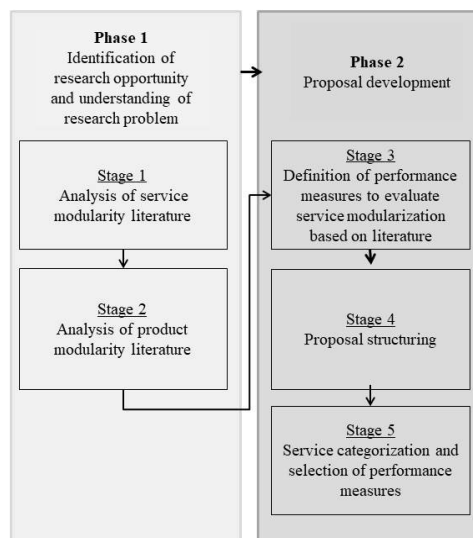 Phase 1
Identification of
research opportunity
and understanding of
research problem
Stage 1
Analysis of service
modularity literature
Stage 2
Analysis of product
modularity literature
Phase 2
Proposal development
Stage 3
Definition of performance
measures to evaluate
service modularization
based on literature
Stage 4
Proposal structuring
Stage 5
Service categorization and
selection of performance
measures